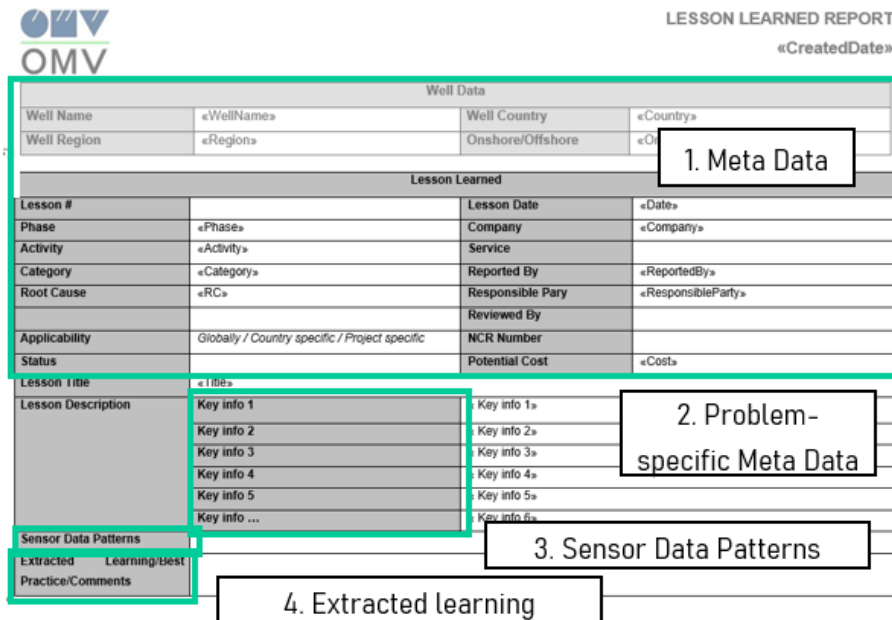 OMV
LESSON LEARNED REPORT
«CreatedDate»
Well Data
Well Name «WellName» Well Country «Country»
Well Region «Region» Onshore/Offshore
1. Meta Data
Lesson Learned
Lesson # Lesson Date «Date»
Phase «Phase» Company «Company»
Activity «Activity» Service
Category «Category» Reported By «ReportedBy»
Root Cause «RC» Responsible Pary «ResponsibleParty»
Reviewed By
Applicability Globally / Country specific / Project specific NCR Number
Status Potential Cost «Cost»
Lesson Title «Title»
Lesson Description Key info 1 Key info 1»
Key info 2 Key info 2»
Key info 3 Key info 3»
Key info 4 Key info 4»
Key info 5 Key info 5»
Key info ... Key info 6»
2. Problem-
specific Meta Data
Sensor Data Patterns
3. Sensor Data Patterns
Extracted Learning/Best
Practice/Comments
4. Extracted learning